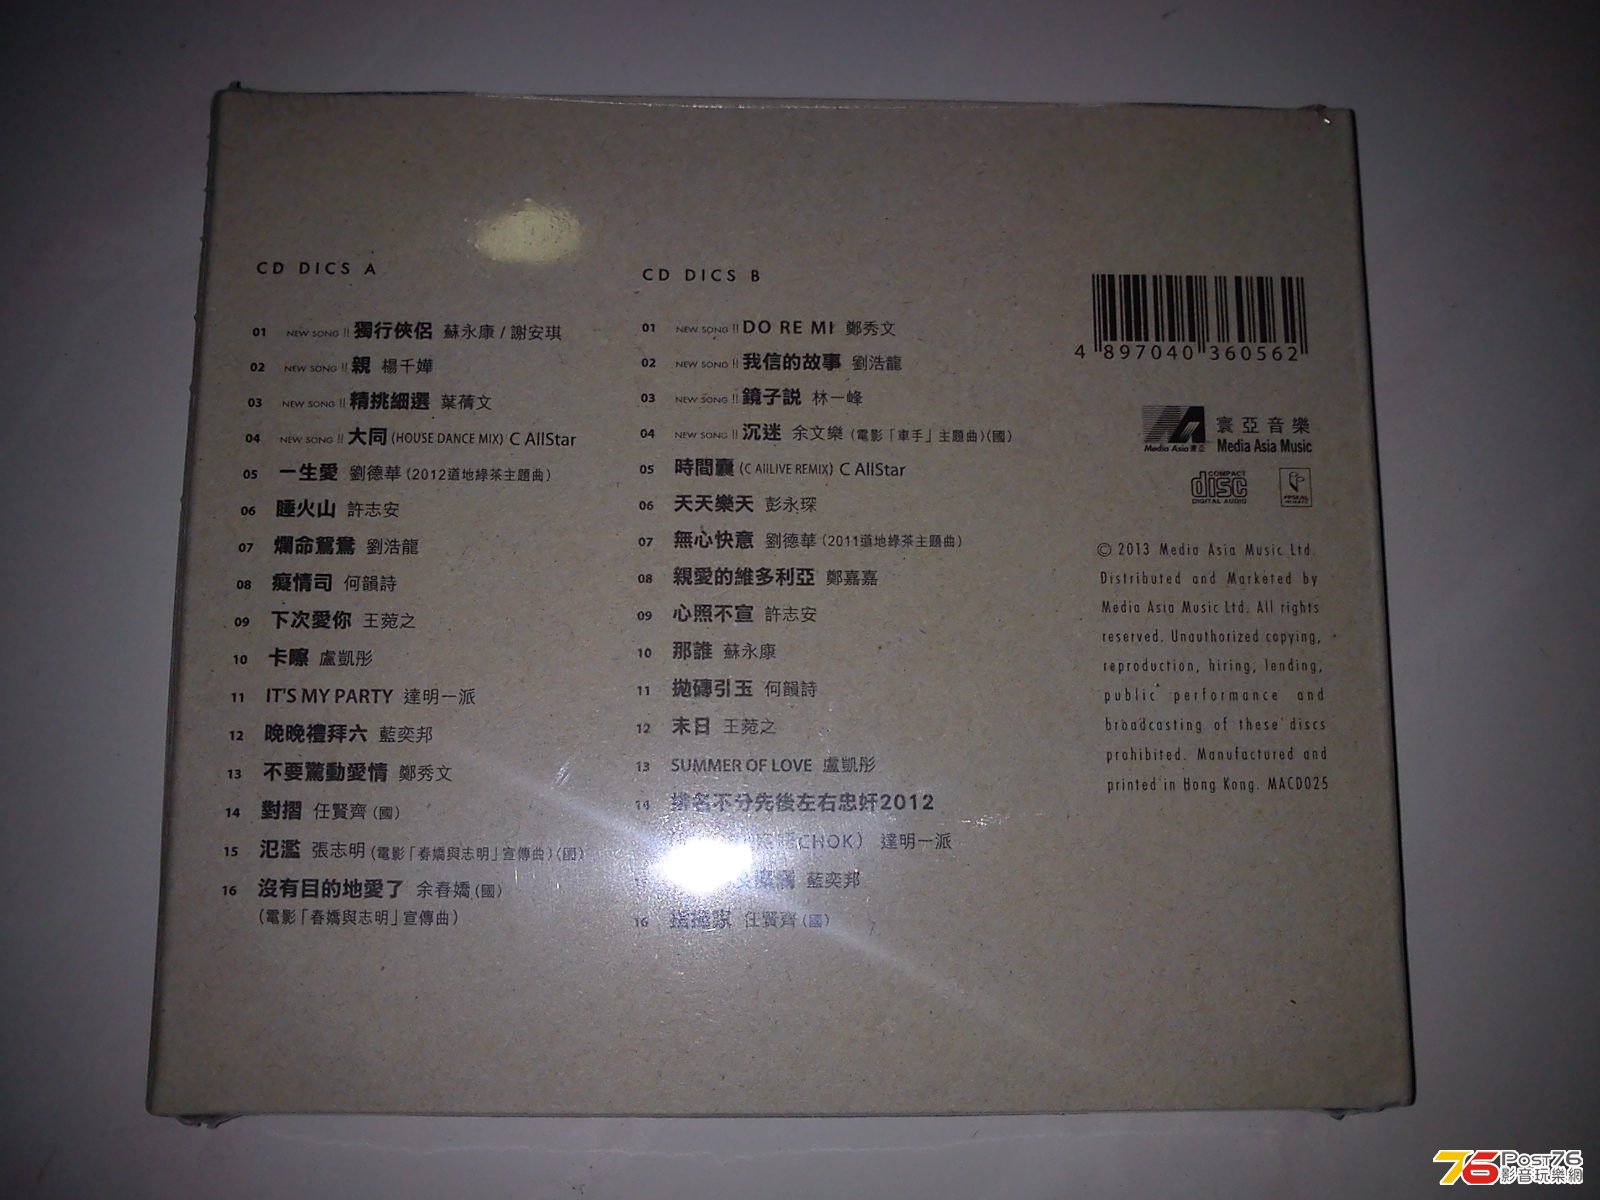 CD DICS A
01 NEW SONG !! 獨行俠侶 蘇永康 / 謝安琪
02 NEW SONG !! 親 楊千嬅
03 NEW SONG !! 精挑細選 葉蒨文
04 NEW SONG !! 大同 (HOUSE DANCE MIX) C AllStar
05 一生愛 劉德華 (2012道地綠茶主題曲)
06 睡火山 許志安
07 爛命鴛鴦 劉浩龍
08 癡情司 何韻詩
09 下次愛你 王菀之
10 卡嚓 盧凱彤
11 IT'S MY PARTY 達明一派
12 晚晚禮拜六 藍奕邦
13 不要驚動愛情 鄭秀文
14 對摺 任賢齊 (國)
15 氾濫 張志明 (電影「春嬌與志明」宣傳曲) (國)
16 沒有目的地愛了 余春嬌 (國)
(電影「春嬌與志明」宣傳曲)
CD DICS B
01 NEW SONG !! DO RE MI 鄭秀文
02 NEW SONG !! 我信的故事 劉浩龍
03 NEW SONG !! 鏡子説 林一峰
04 NEW SONG !! 沉迷 余文樂 (電影「車手」主題曲) (國)
05 時間囊 (C AllLIVE REMIX) C AllStar
06 天天樂天 彭永琛
07 無心快意 劉德華 (2011道地綠茶主題曲)
08 親愛的維多利亞 鄭嘉嘉
09 心照不宣 許志安
10 那誰 蘇永康
11 拋磚引玉 何韻詩
12 末日 王菀之
13 SUMMER OF LOVE 盧凱彤
14 排名不分先後左右忠奸2012
CHOK) 達明一派
藍奕邦
16 任賢齊 (國)
4 897040 360562
Media Asia 寰亞
寰亞音樂
Media Asia Music
COMPACT
disc
DIGITAL AUDIO
© 2013 Media Asia Music Ltd.
Distributed and Marketed by
Media Asia Music Ltd. All rights
reserved. Unauthorized copying,
reproduction, hiring, lending,
public performance and
broadcasting of these discs
prohibited. Manufactured and
printed in Hong Kong. MACD025
76 Post76
影音玩樂網